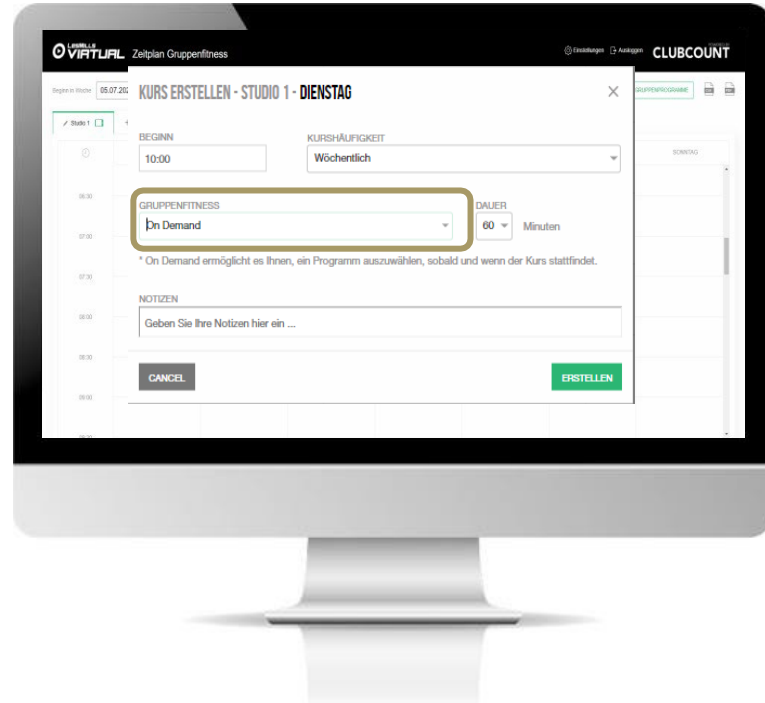 LESMILLS
VIRTUAL Zeitplan Gruppenfitness
Einstellungen Ausloggen CLUBCOUNT
Beginn in Woche 05.07.202
GRUPPENPROGRAMME
Studio 1
SONNTAG
06:30
07:00
07:30
08:00
08:30
09:00
KURS ERSTELLEN - STUDIO 1 - DIENSTAG
BEGINN KURSHÄUFIGKEIT
10:00 Wöchentlich
GRUPPENFITNESS DAUER
On Demand 60 Minuten
* On Demand ermöglicht es Ihnen, ein Programm auszuwählen, sobald und wenn der Kurs stattfindet.
NOTIZEN
Geben Sie Ihre Notizen hier ein ...
CANCEL ERSTELLEN